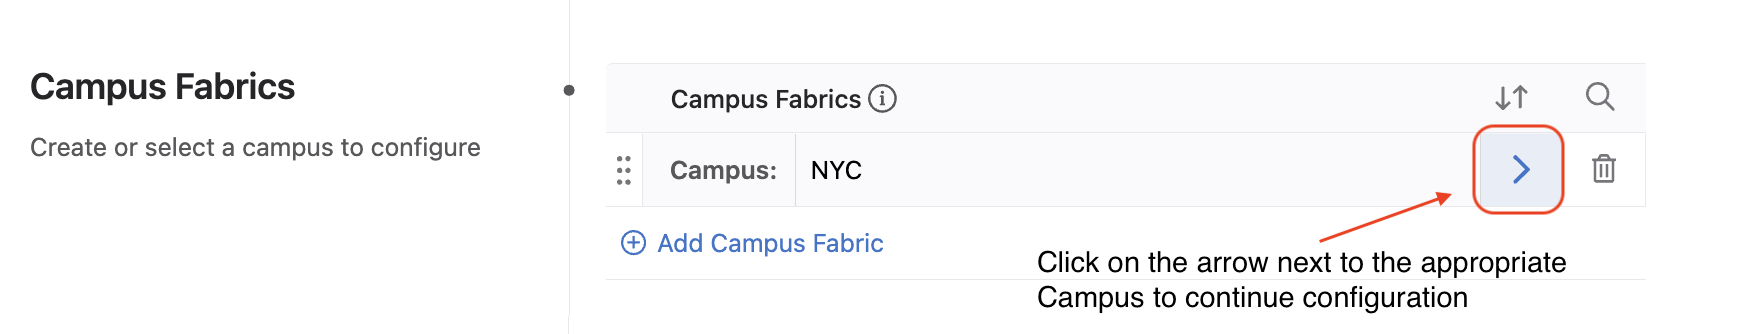 Campus Fabrics
Create or select a campus to configure
Campus Fabrics
Campus:
NYC
Add Campus Fabric
Click on the arrow next to the appropriate
Campus to continue configuration